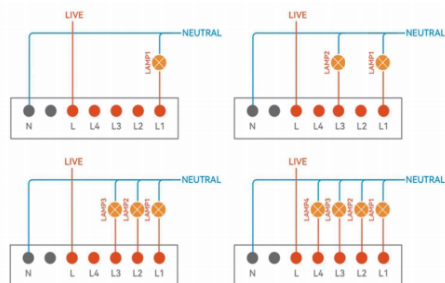 LIVE
NEUTRAL
LAMP1
N L L4 L3 L2 L1
LIVE
NEUTRAL
LAMP2
LAMP1
N L L4 L3 L2 L1
LIVE
NEUTRAL
LAMP3
LAMP2
LAMP1
N L L4 L3 L2 L1
LIVE
NEUTRAL
LAMP4
LAMP3
LAMP2
LAMP1
N L L4 L3 L2 L1